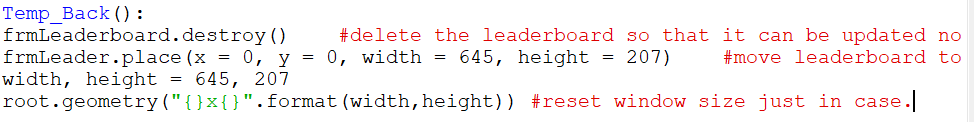 Temp_Back():
frmLeaderboard.destroy()    #delete the leaderboard so that it can be updated no
frmLeader.place(x = 0, y = 0, width = 645, height = 207)    #move leaderboard to
width, height = 645, 207
root.geometry("{}x{}".format(width,height)) #reset window size just in case.